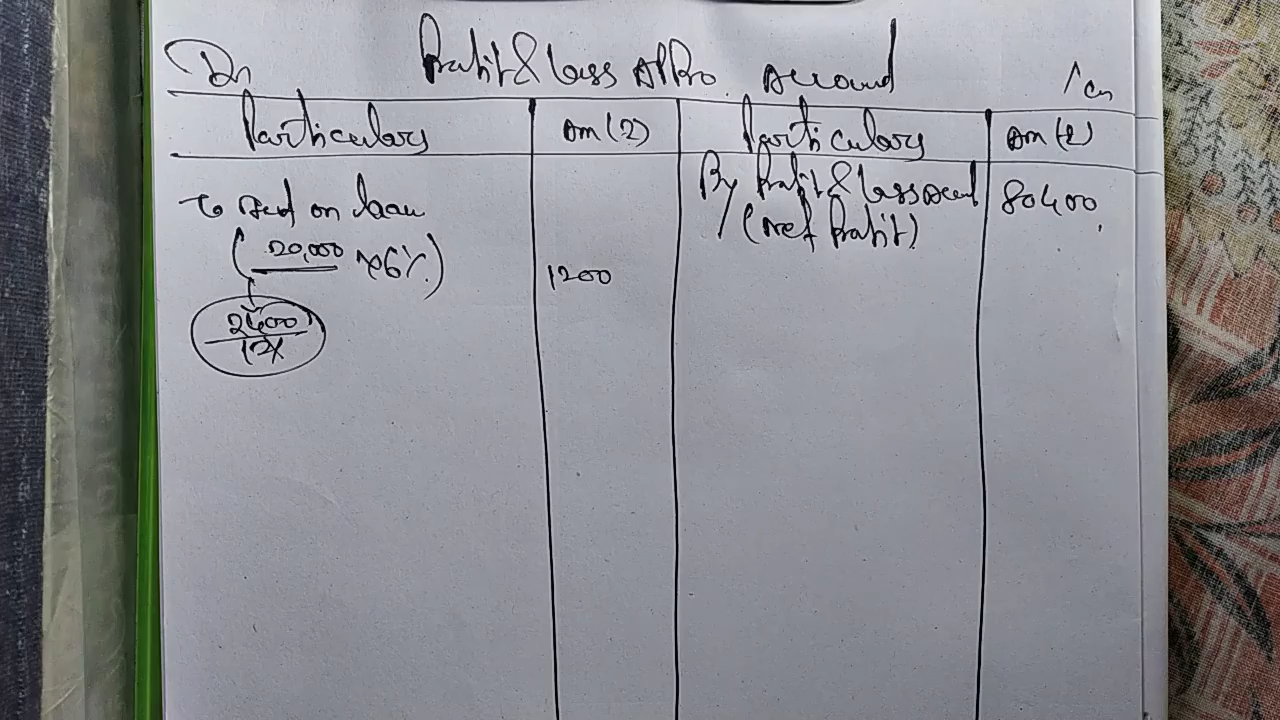 Dr Profit & Loss Appro. Account Cr
Particulars Am (₹) Particulars Am (₹)
To Int on loan
(20,000 x 6%) 1200
2400
12%
By Profit & Loss Account 80400
(Net Profit)